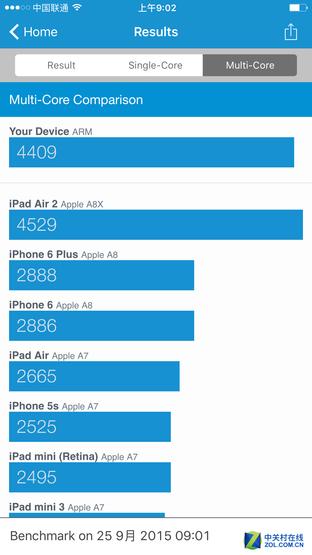 中国联通
上午9:02
Home
Results
Result
Single-Core
Multi-Core
Multi-Core Comparison
Your Device ARM
4409
iPad Air 2 Apple A8X
4529
iPhone 6 Plus Apple A8
2888
iPhone 6 Apple A8
2886
iPad Air Apple A7
2665
iPhone 5s Apple A7
2525
iPad mini (Retina) Apple A7
2495
iPad mini 3 Apple A7
Benchmark on 25 9月 2015 09:01
Z
中关村在线
ZOL.COM.CN